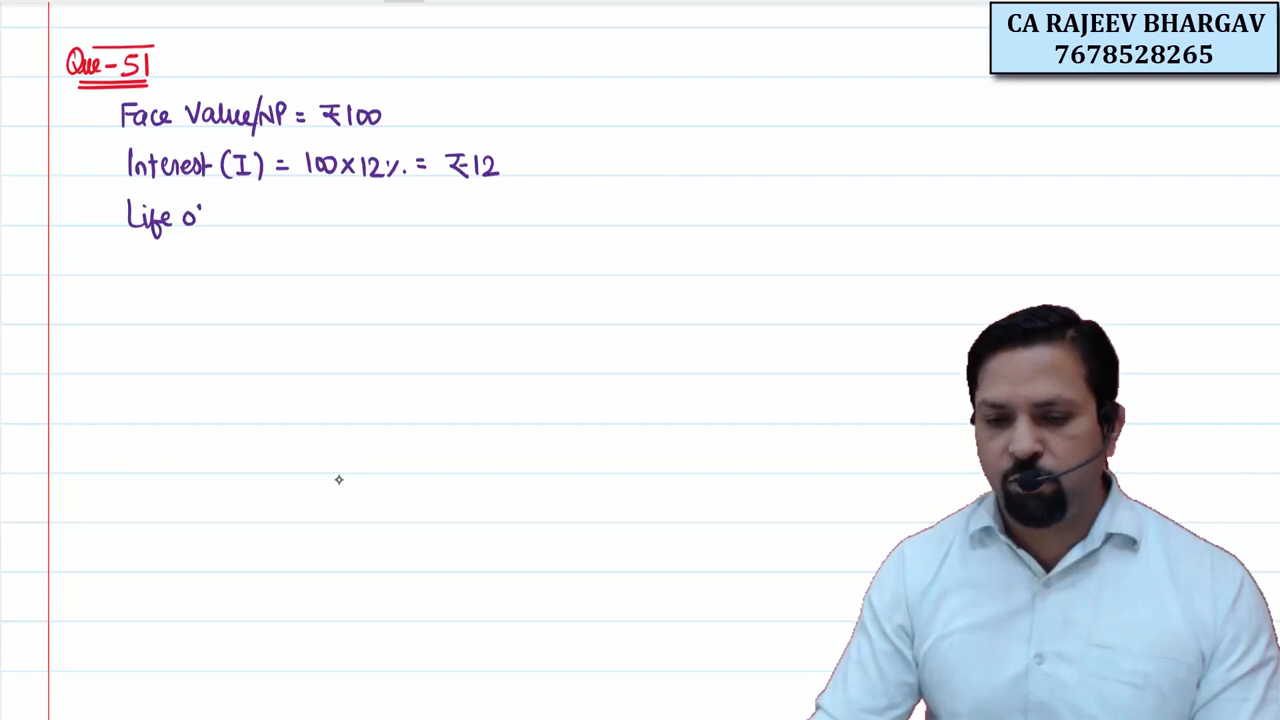 CA RAJEEV BHARGAV
7678528265
Que-51
Face Value/NP = ₹100
Interest (I) = 100×12%. = ₹12
Life o